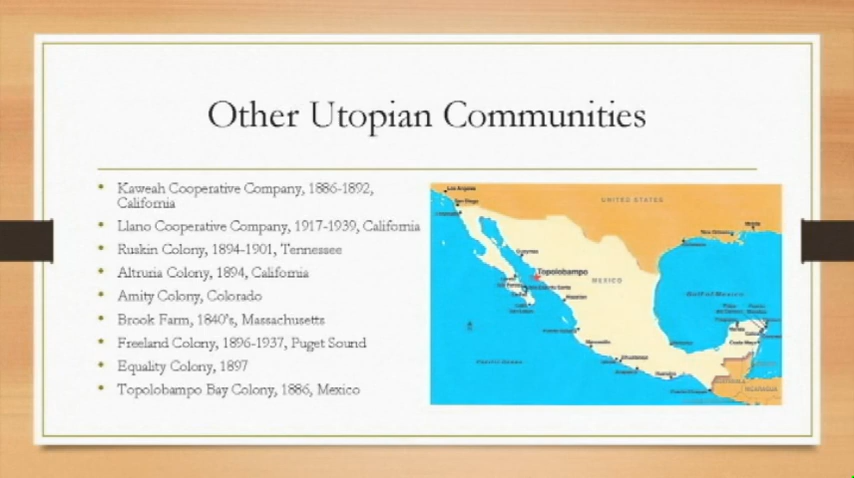 Other Utopian Communities
Kaweah Cooperative Company, 1886-1892,
California
Llano Cooperative Company, 1917-1939, California
Ruskin Colony, 1894-1901, Tennessee
Altruria Colony, 1894, California
Amity Colony, Colorado
Brook Farm, 1840's, Massachusetts
Freeland Colony, 1896-1937, Puget Sound
Equality Colony, 1897
Topolobampo Bay Colony, 1886, Mexico
Los Angeles
San Diego
UNITED STATES
New Orleans
Topolobampo
MEXICO
Gulf of Mexico
Mazatlan
Pacific Ocean
NICARAGUA